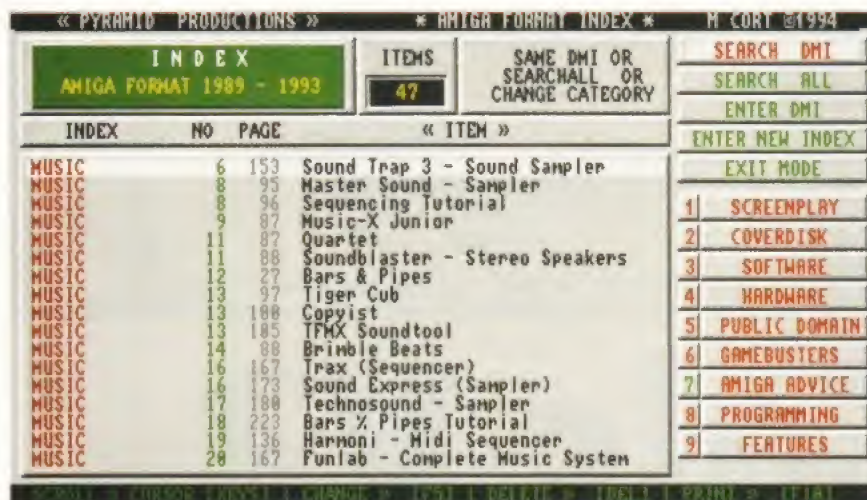 « PYRAMID PRODUCTIONS » * AMIGA FORMAT INDEX * M CORT ©1994
INDEX
AMIGA FORMAT 1989 - 1993
ITEMS
47
SAME DMI OR
SEARCHALL OR
CHANGE CATEGORY
SEARCH DMI
SEARCH ALL
ENTER DMI
ENTER NEW INDEX
EXIT MODE
INDEX NO PAGE « ITEM »
MUSIC 6 153 Sound Trap 3 - Sound Sampler
MUSIC 8 95 Master Sound - Sampler
MUSIC 8 96 Sequencing Tutorial
MUSIC 9 87 Music-X Junior
MUSIC 11 87 Quartet
MUSIC 11 88 Soundblaster - Stereo Speakers
MUSIC 12 27 Bars & Pipes
MUSIC 13 97 Tiger Cub
MUSIC 13 100 Copyist
MUSIC 13 105 TFMX Soundtool
MUSIC 14 88 Brimble Beats
MUSIC 16 167 Trax (Sequencer)
MUSIC 16 173 Sound Express (Sampler)
MUSIC 17 180 Technosound - Sampler
MUSIC 18 223 Bars % Pipes Tutorial
MUSIC 19 136 Harmoni - Midi Sequencer
MUSIC 20 167 Funlab - Complete Music System
1 SCREENPLAY
2 COVERDISK
3 SOFTWARE
4 HARDWARE
5 PUBLIC DOMAIN
6 GAMEBUSTERS
7 AMIGA ADVICE
8 PROGRAMMING
9 FEATURES